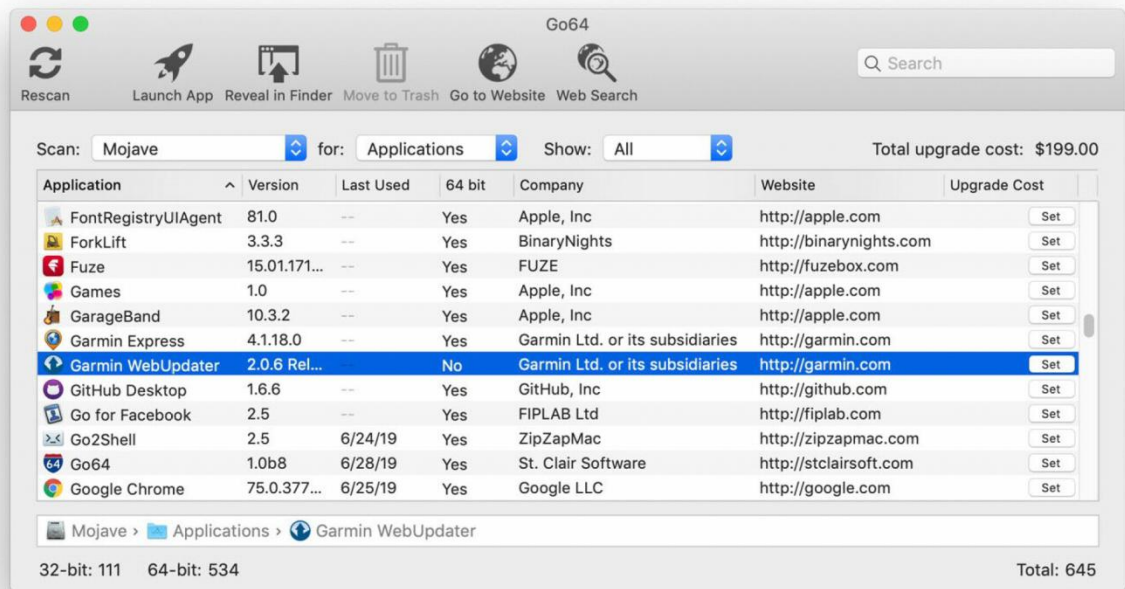 Go64
Rescan Launch App Reveal in Finder Move to Trash Go to Website Web Search Search
Scan: Mojave for: Applications Show: All Total upgrade cost: $199.00
Application Version Last Used 64 bit Company Website Upgrade Cost
FontRegistryUIAgent 81.0 -- Yes Apple, Inc http://apple.com Set
ForkLift 3.3.3 -- Yes BinaryNights http://binarynights.com Set
Fuze 15.01.171... -- Yes FUZE http://fuzebox.com Set
Games 1.0 -- Yes Apple, Inc http://apple.com Set
GarageBand 10.3.2 -- Yes Apple, Inc http://apple.com Set
Garmin Express 4.1.18.0 -- Yes Garmin Ltd. or its subsidiaries http://garmin.com Set
Garmin WebUpdater 2.0.6 Rel... No Garmin Ltd. or its subsidiaries http://garmin.com Set
GitHub Desktop 1.6.6 -- Yes GitHub, Inc http://github.com Set
Go for Facebook 2.5 -- Yes FIPLAB Ltd http://fiplab.com Set
Go2Shell 2.5 6/24/19 Yes ZipZapMac http://zipzapmac.com Set
64 Go64 1.0b8 6/28/19 Yes St. Clair Software http://stclairsoft.com Set
Google Chrome 75.0.377... 6/25/19 Yes Google LLC http://google.com Set
Mojave › Applications › Garmin WebUpdater
32-bit: 111 64-bit: 534 Total: 645